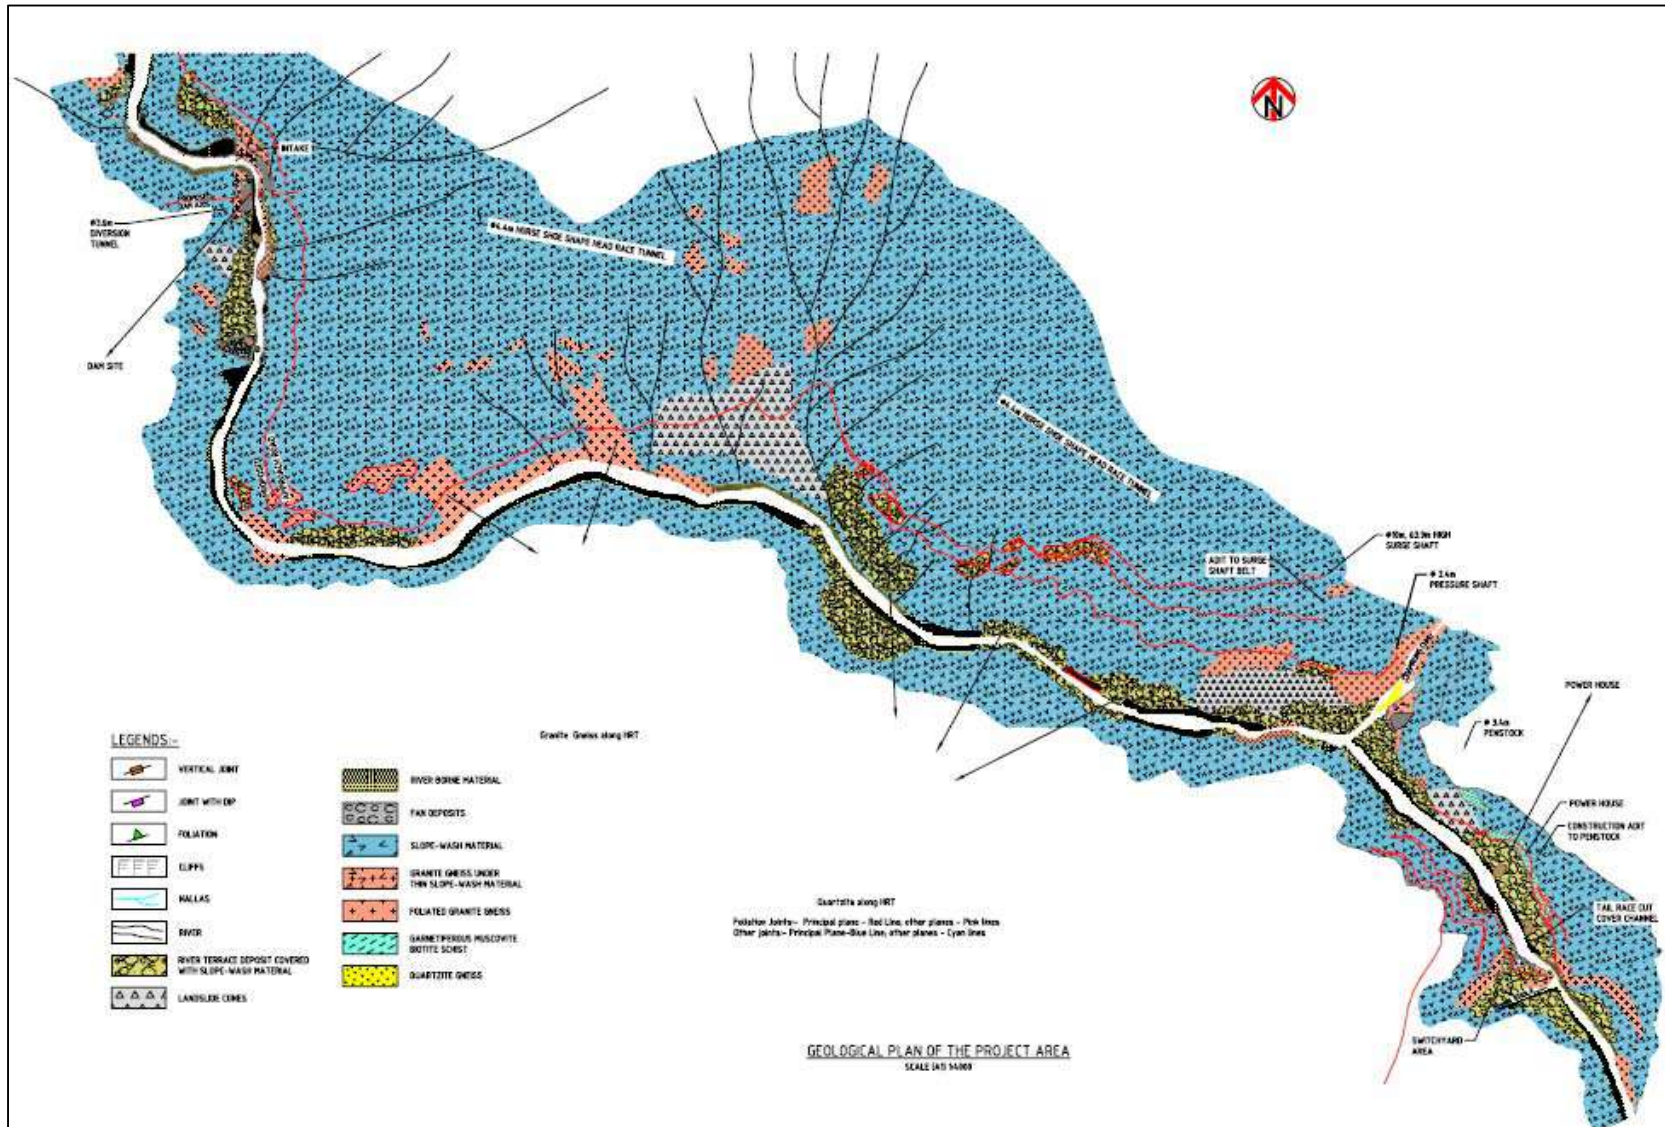 N
INTAKE
DIVERSION
TUNNEL
DAM SITE
HORSE SHOE SHAPE HEAD RACE TUNNEL
HORSE SHOE SHAPE HEAD RACE TUNNEL
ADIT TO SURGE
SHAFT BELT
HIGH
SURGE SHAFT
PRESSURE SHAFT
POWER HOUSE
PENSTOCK
POWER HOUSE
CONSTRUCTION ADIT
TO PENSTOCK
TAIL RACE CUT
COVER CHANNEL
SWITCHYARD
AREA
Granite Gneiss along HRT
LEGENDS:-
VERTICAL JOINT
JOINT WITH DIP
FOLIATION
CLIFFS
NALLAS
RIVER
RIVER TERRACE DEPOSIT COVERED
WITH SLOPE-WASH MATERIAL
LANDSLIDE CONES
RIVER BORNE MATERIAL
FAN DEPOSITS
SLOPE-WASH MATERIAL
GRANITE GNEISS UNDER
THIN SLOPE-WASH MATERIAL
FOLIATED GRANITE GNEISS
GARNETIFEROUS MUSCOVITE
BIOTITE SCHIST
QUARTZITE GNEISS
Quartzite along HRT
Foliation Joints:- Principal plane - Red Line, other planes - Pink lines
Other joints:- Principal Plane-Blue Line, other planes - Cyan lines
GEOLOGICAL PLAN OF THE PROJECT AREA